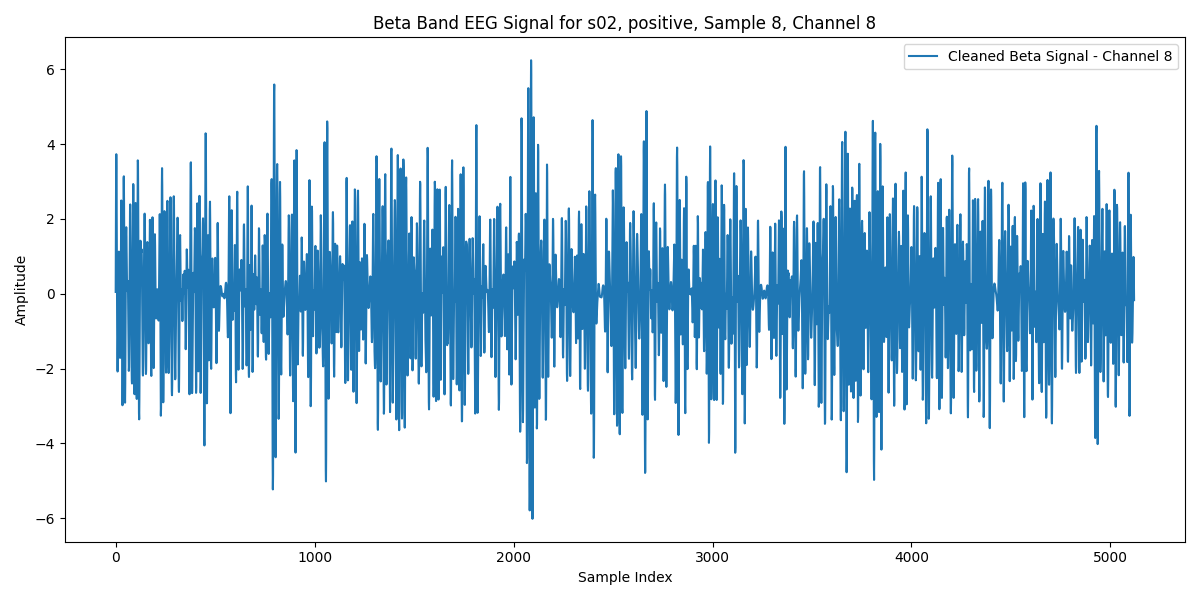 Beta Band EEG Signal for s02, positive, Sample 8, Channel 8
Cleaned Beta Signal - Channel 8
Amplitude
6
4
2
0
−2
−4
−6
0 1000 2000 3000 4000 5000
Sample Index